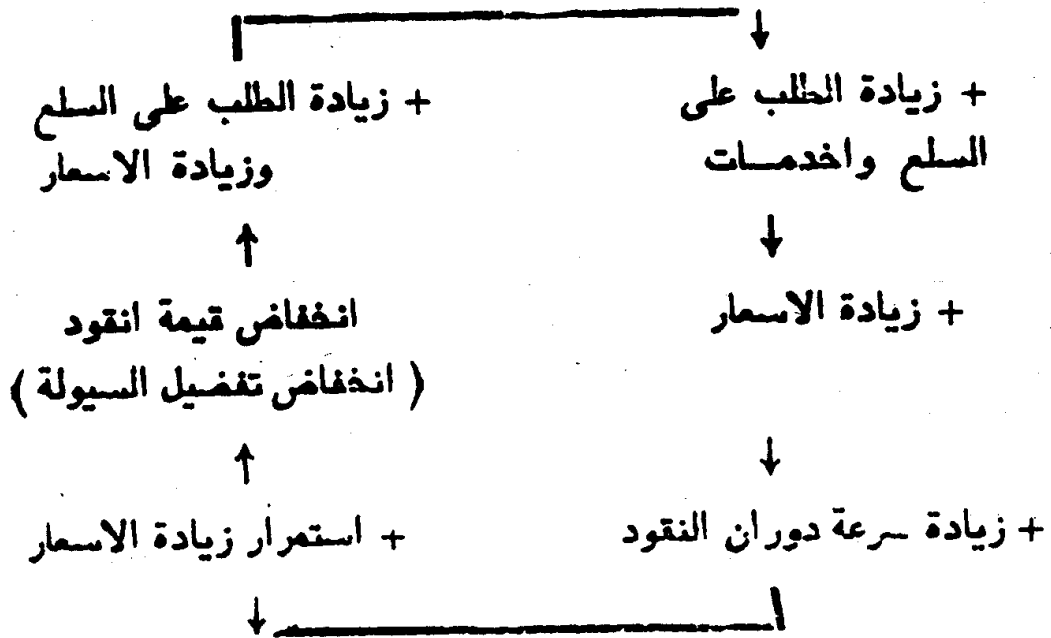 + زيادة الطلب على
السلع واخدمات
+ زيادة الاسعار
+ زيادة سرعة دوران النقود
+ استمرار زيادة الاسعار
انخفاض قيمة انقود
( انخفاض تفضيل السيولة )
+ زيادة الطلب على السلع
وزيادة الاسعار